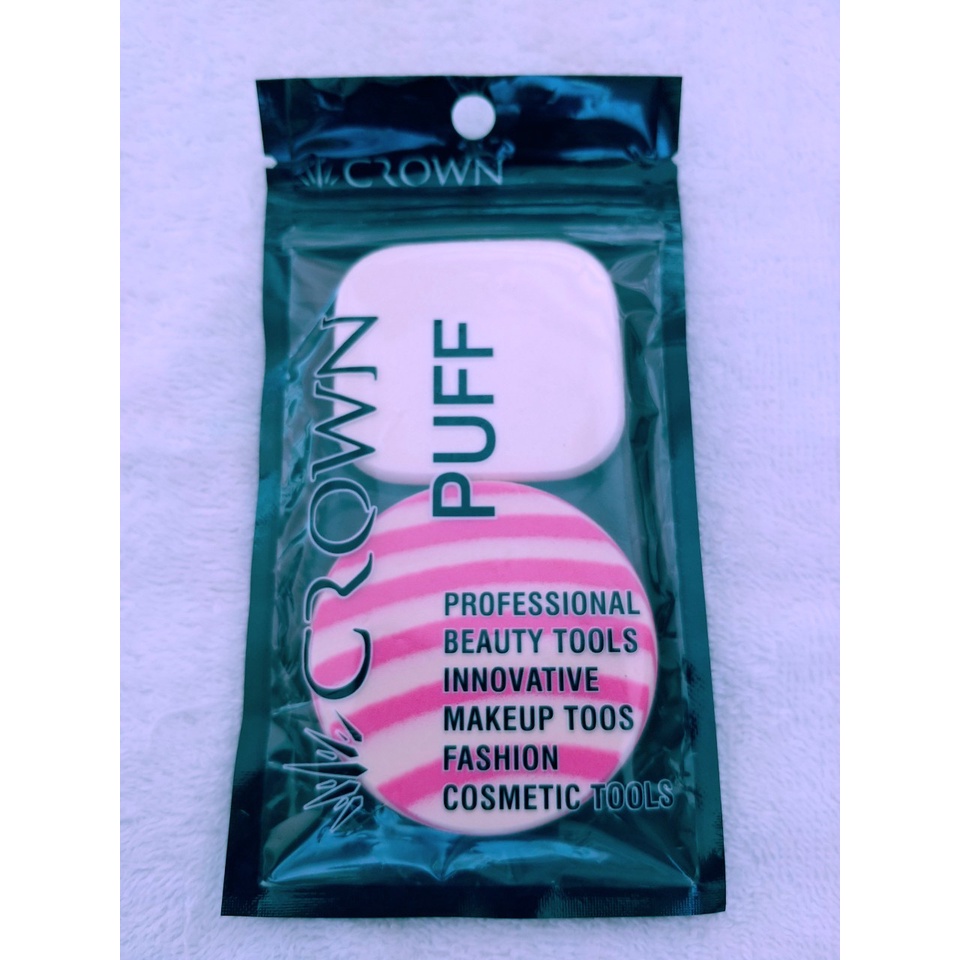 CROWN
CROWN
PUFF
PROFESSIONAL
BEAUTY TOOLS
INNOVATIVE
MAKEUP TOOS
FASHION
COSMETIC TOOLS